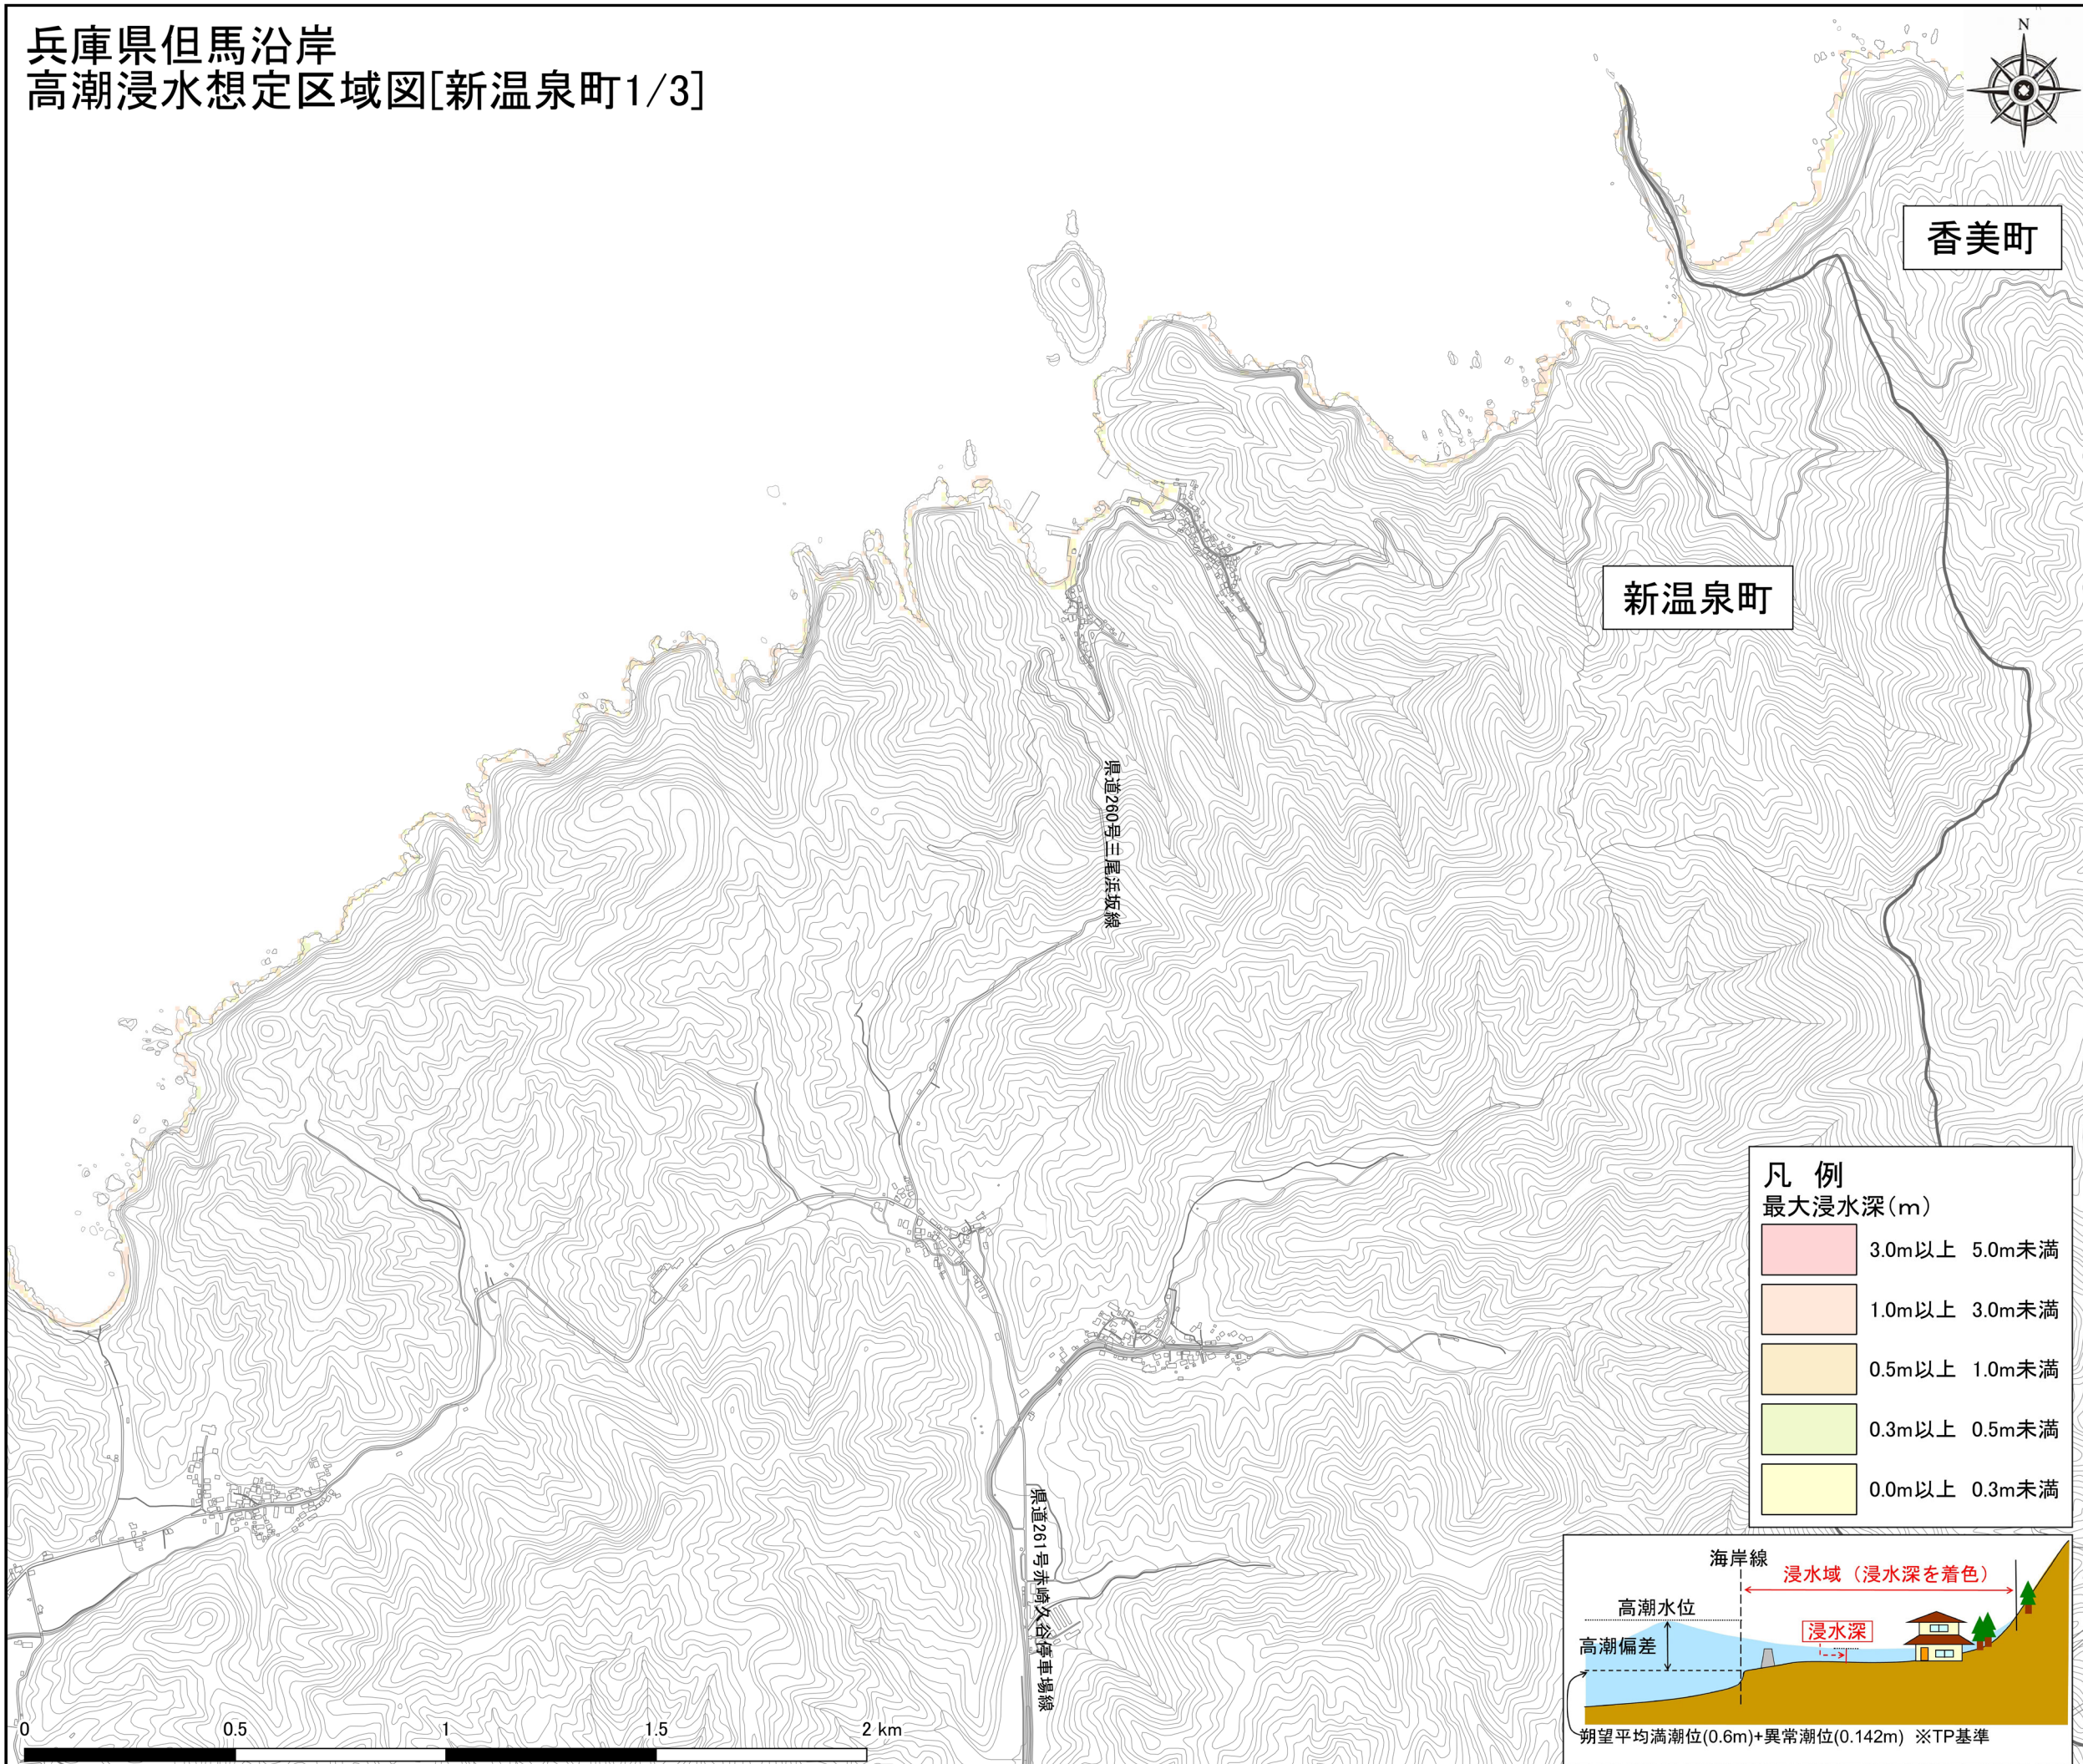 兵庫県但馬沿岸
高潮浸水想定区域図[新温泉町1/3]
N
香美町
新温泉町
県道260号三尾浜坂線
県道261号赤崎久谷停車場線
凡 例
最大浸水深(m)
3.0m以上 5.0m未満
1.0m以上 3.0m未満
0.5m以上 1.0m未満
0.3m以上 0.5m未満
0.0m以上 0.3m未満
海岸線
浸水域（浸水深を着色）
高潮水位
浸水深
高潮偏差
朔望平均満潮位(0.6m)+異常潮位(0.142m) ※TP基準
0 0.5 1 1.5 2 km